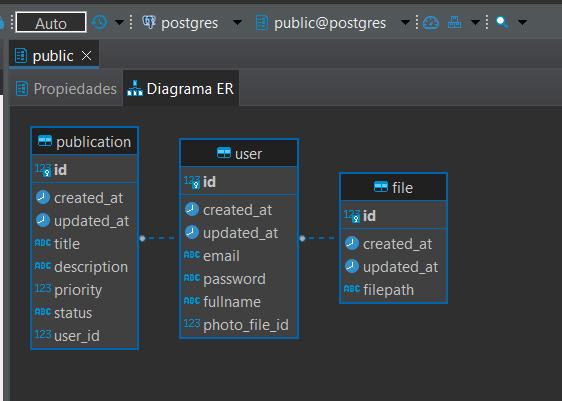 Auto postgres public@postgres
public
Propiedades Diagrama ER
publication
123 id
created_at
updated_at
ABC title
ABC description
123 priority
ABC status
123 user_id
user
123 id
created_at
updated_at
ABC email
ABC password
ABC fullname
123 photo_file_id
file
123 id
created_at
updated_at
ABC filepath